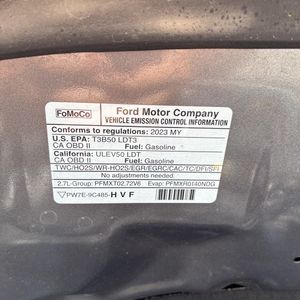 FoMoCo
Ford Motor Company
VEHICLE EMISSION CONTROL INFORMATION
Conforms to regulations: 2023 MY
U.S. EPA: T3B50 LDT3
CA OBD II Fuel: Gasoline
California: ULEV50 LDT
CA OBD II Fuel: Gasoline
TWC/HO2S/WR-HO2S/EGR/EGRC/CAC/TC/DFI/SFI
No adjustments needed.
2.7L-Group: PFMXT02.72V6 Evap: PFMXR0140NDG
PW7E-9C485-HVF